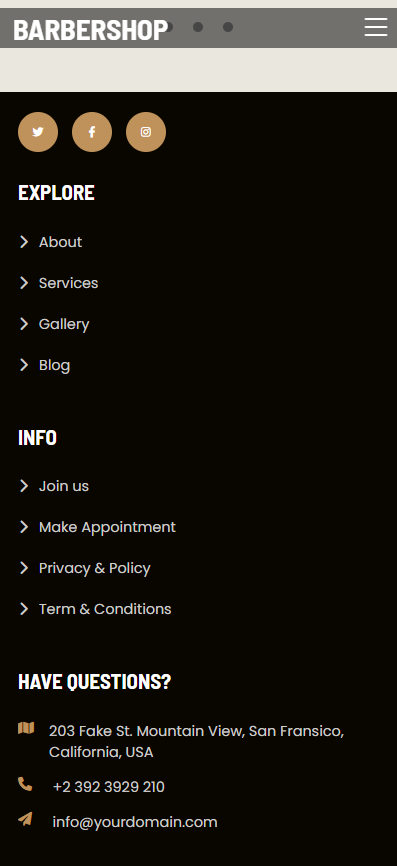 BARBERSHOP
EXPLORE
About
Services
Gallery
Blog
INFO
Join us
Make Appointment
Privacy & Policy
Term & Conditions
HAVE QUESTIONS?
203 Fake St. Mountain View, San Fransico,
California, USA
+2 392 3929 210
info@yourdomain.com